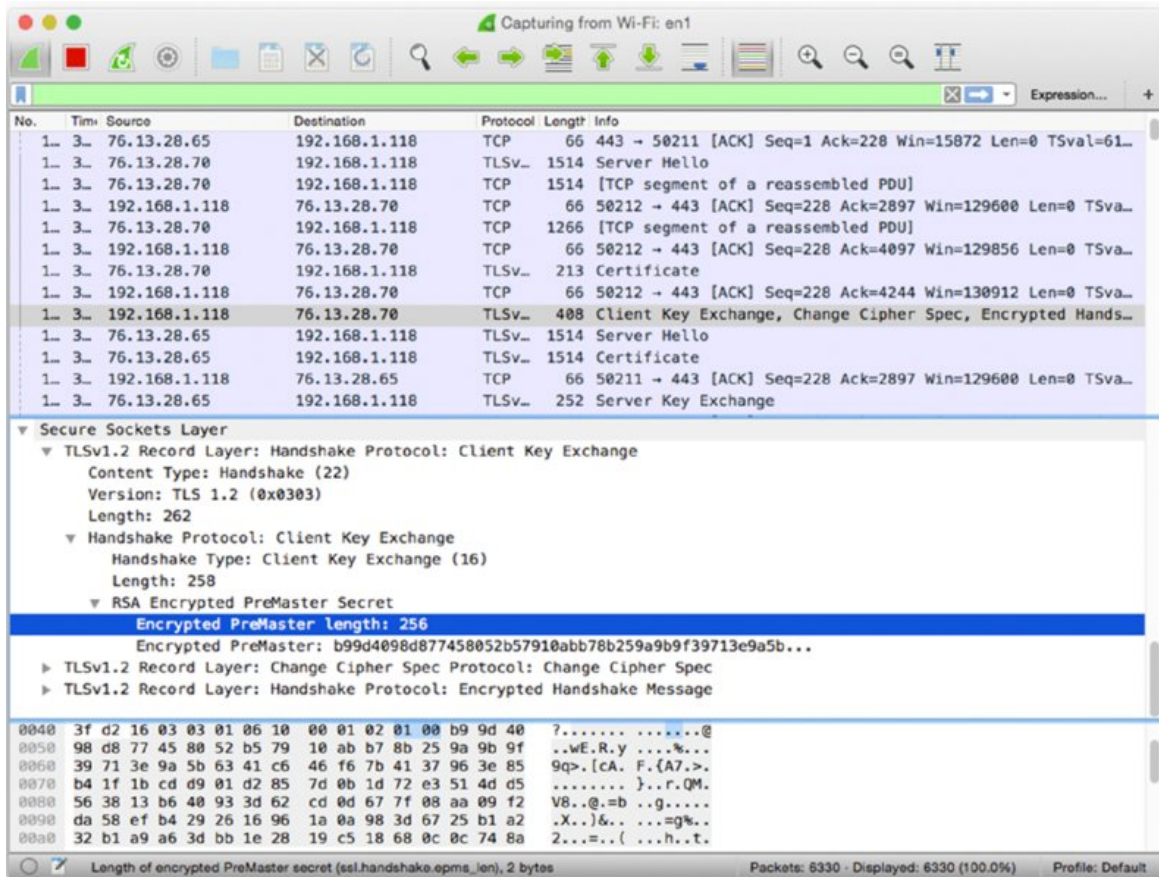 Capturing from Wi-Fi: en1
Expression... +
No. Time Source Destination Protocol Length Info
1… 3… 76.13.28.65 192.168.1.118 TCP 66 443 → 50211 [ACK] Seq=1 Ack=228 Win=15872 Len=0 TSval=61…
1… 3… 76.13.28.70 192.168.1.118 TLSv… 1514 Server Hello
1… 3… 76.13.28.70 192.168.1.118 TCP 1514 [TCP segment of a reassembled PDU]
1… 3… 192.168.1.118 76.13.28.70 TCP 66 50212 → 443 [ACK] Seq=228 Ack=2897 Win=129600 Len=0 TSva…
1… 3… 76.13.28.70 192.168.1.118 TCP 1266 [TCP segment of a reassembled PDU]
1… 3… 192.168.1.118 76.13.28.70 TCP 66 50212 → 443 [ACK] Seq=228 Ack=4097 Win=129856 Len=0 TSva…
1… 3… 76.13.28.70 192.168.1.118 TLSv… 213 Certificate
1… 3… 192.168.1.118 76.13.28.70 TCP 66 50212 → 443 [ACK] Seq=228 Ack=4244 Win=130912 Len=0 TSva…
1… 3… 192.168.1.118 76.13.28.70 TLSv… 408 Client Key Exchange, Change Cipher Spec, Encrypted Hands…
1… 3… 76.13.28.65 192.168.1.118 TLSv… 1514 Server Hello
1… 3… 76.13.28.65 192.168.1.118 TLSv… 1514 Certificate
1… 3… 192.168.1.118 76.13.28.65 TCP 66 50211 → 443 [ACK] Seq=228 Ack=2897 Win=129600 Len=0 TSva…
1… 3… 76.13.28.65 192.168.1.118 TLSv… 252 Server Key Exchange
Secure Sockets Layer
TLSv1.2 Record Layer: Handshake Protocol: Client Key Exchange
Content Type: Handshake (22)
Version: TLS 1.2 (0x0303)
Length: 262
Handshake Protocol: Client Key Exchange
Handshake Type: Client Key Exchange (16)
Length: 258
RSA Encrypted PreMaster Secret
Encrypted PreMaster length: 256
Encrypted PreMaster: b99d4098d877458052b57910abb78b259a9b9f39713e9a5b...
TLSv1.2 Record Layer: Change Cipher Spec Protocol: Change Cipher Spec
TLSv1.2 Record Layer: Handshake Protocol: Encrypted Handshake Message
0040 3f d2 16 03 03 01 06 10 00 01 02 01 00 b9 9d 40 ?....... .......@
0050 98 d8 77 45 80 52 b5 79 10 ab b7 8b 25 9a 9b 9f ..wE.R.y ....%...
0060 39 71 3e 9a 5b 63 41 c6 46 f6 7b 41 37 96 3e 85 9q>.[cA. F.{A7.>.
0070 b4 1f 1b cd d9 01 d2 85 7d 0b 1d 72 e3 51 4d d5 ........ }..r.QM.
0080 56 38 13 b6 40 93 3d 62 cd 0d 67 7f 08 aa 09 f2 V8..@.=b ..g.....
0090 da 58 ef b4 29 26 16 96 1a 0a 98 3d 67 25 b1 a2 .X..)&.. ...=g%..
00a0 32 b1 a9 a6 3d bb 1e 28 19 c5 18 68 0c 0c 74 8a 2...=..( ...h..t.
Length of encrypted PreMaster secret (ssl.handshake.epms_len), 2 bytes Packets: 6330 · Displayed: 6330 (100.0%) Profile: Default